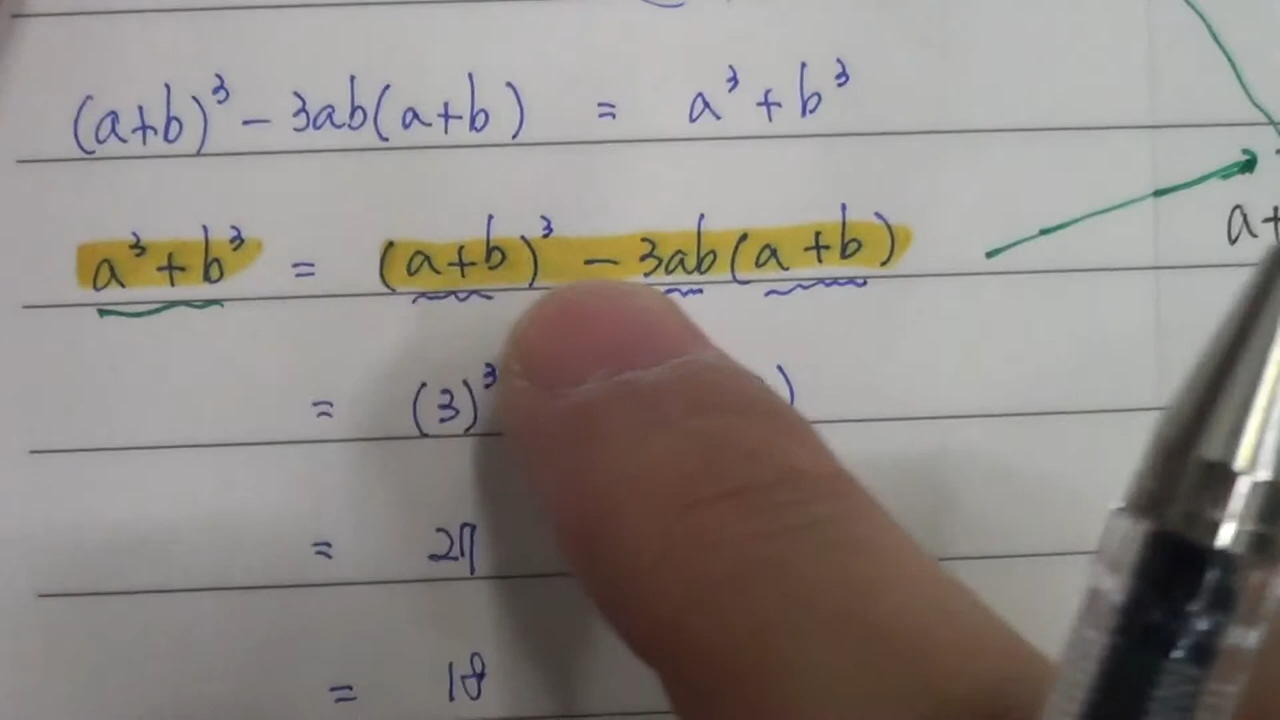 (a+b)³ - 3ab(a+b) = a³ + b³
a³ + b³ = (a+b)³ - 3ab(a+b)
a+
= (3)³ )
= 27
= 18